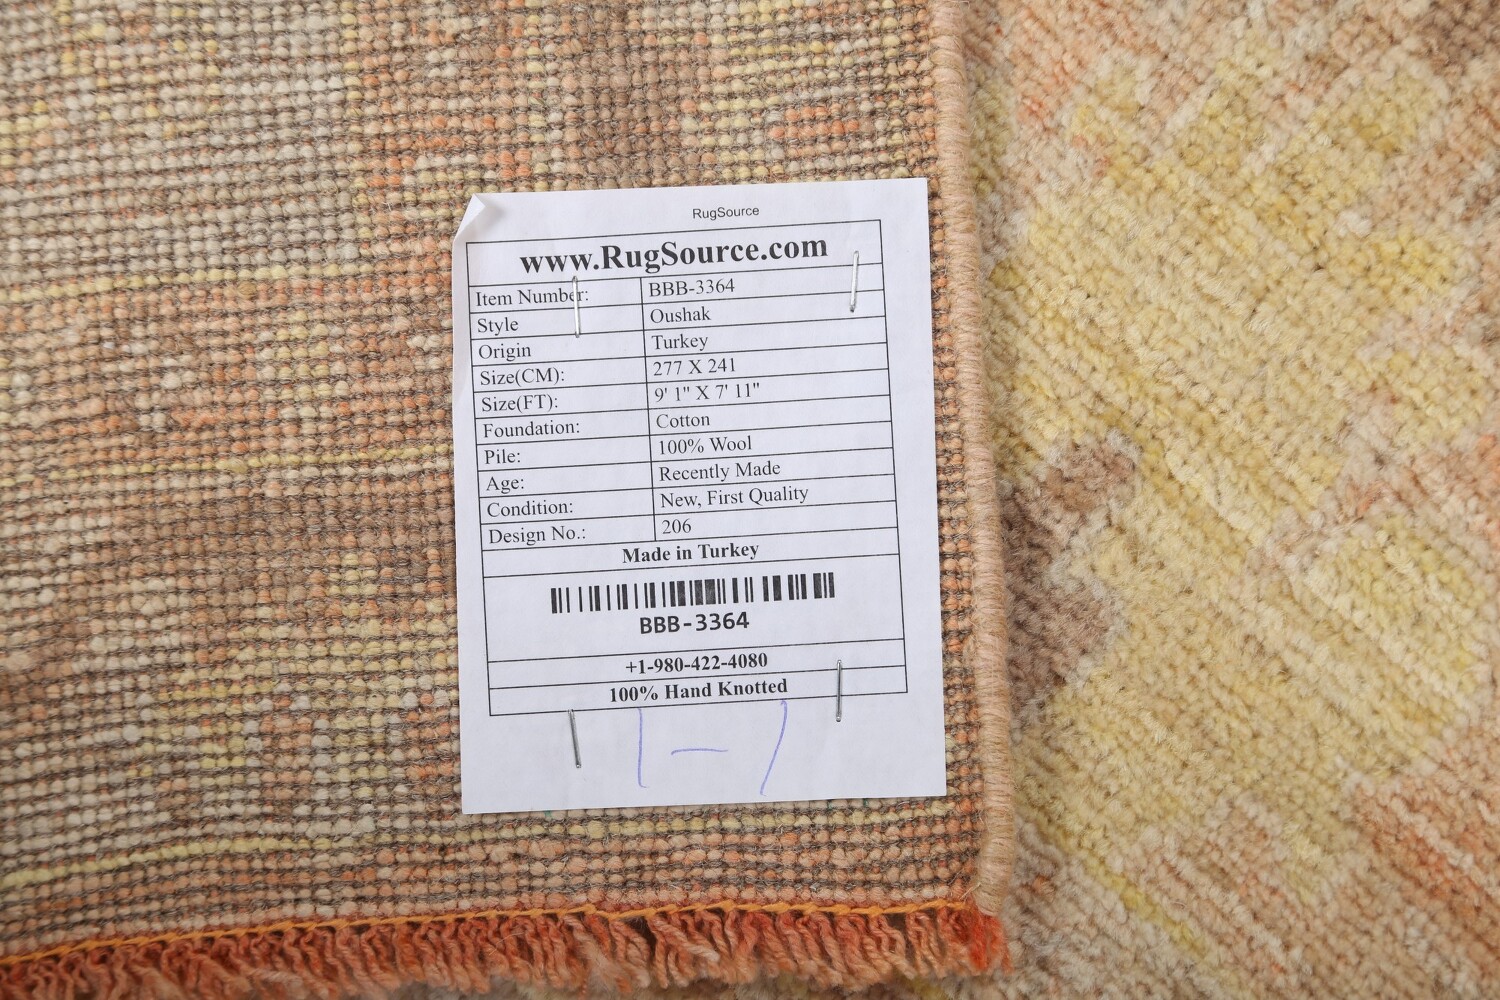 RugSource
www.RugSource.com
Item Number: BBB-3364
Style Oushak
Origin Turkey
Size(CM): 277 X 241
Size(FT): 9' 1" X 7' 11"
Foundation: Cotton
Pile: 100% Wool
Age: Recently Made
Condition: New, First Quality
Design No.: 206
Made in Turkey
BBB-3364
+1-980-422-4080
100% Hand Knotted
1-1